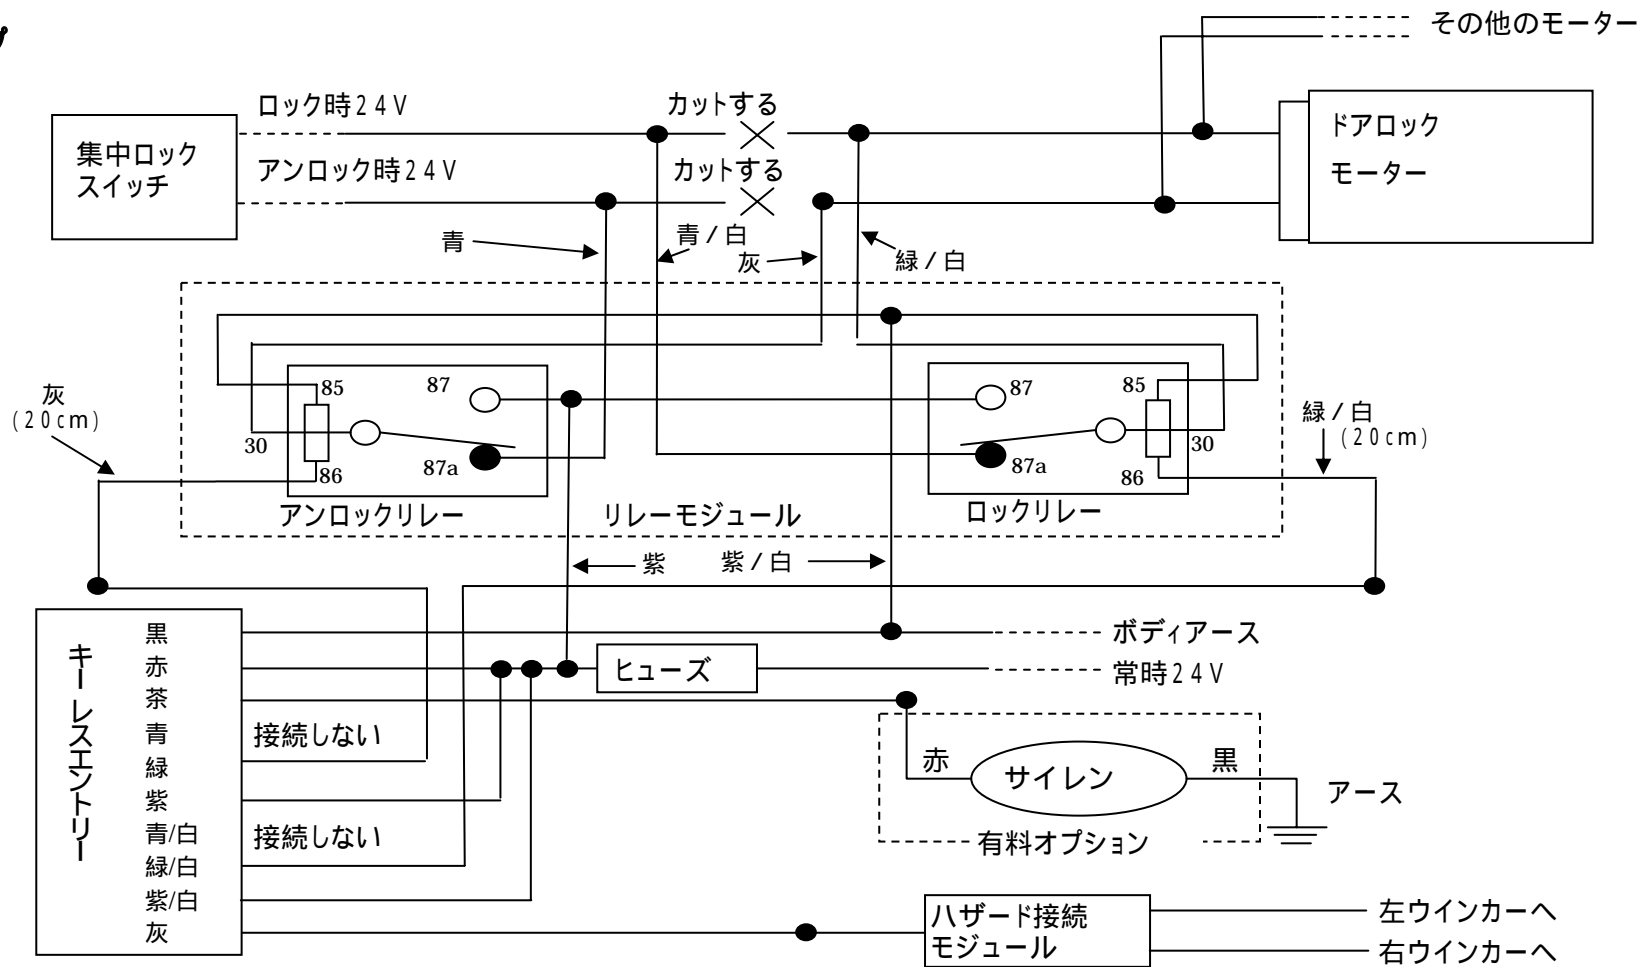 プ
その他のモーター
ロック時24V
カットする
集中ロック
スイッチ
アンロック時24V
カットする
ドアロック
モーター
青
青/白
灰
緑/白
灰
(20cm)
85
87
30
87a
86
アンロックリレー
リレーモジュール
87
85
30
87a
86
ロックリレー
緑/白
(20cm)
紫
紫/白
キーレスエントリー
黒
赤
茶
青
接続しない
緑
紫
青/白
接続しない
緑/白
紫/白
灰
ボディアース
ヒューズ
常時24V
赤
サイレン
黒
アース
有料オプション
ハザード接続
モジュール
左ウインカーへ
右ウインカーへ